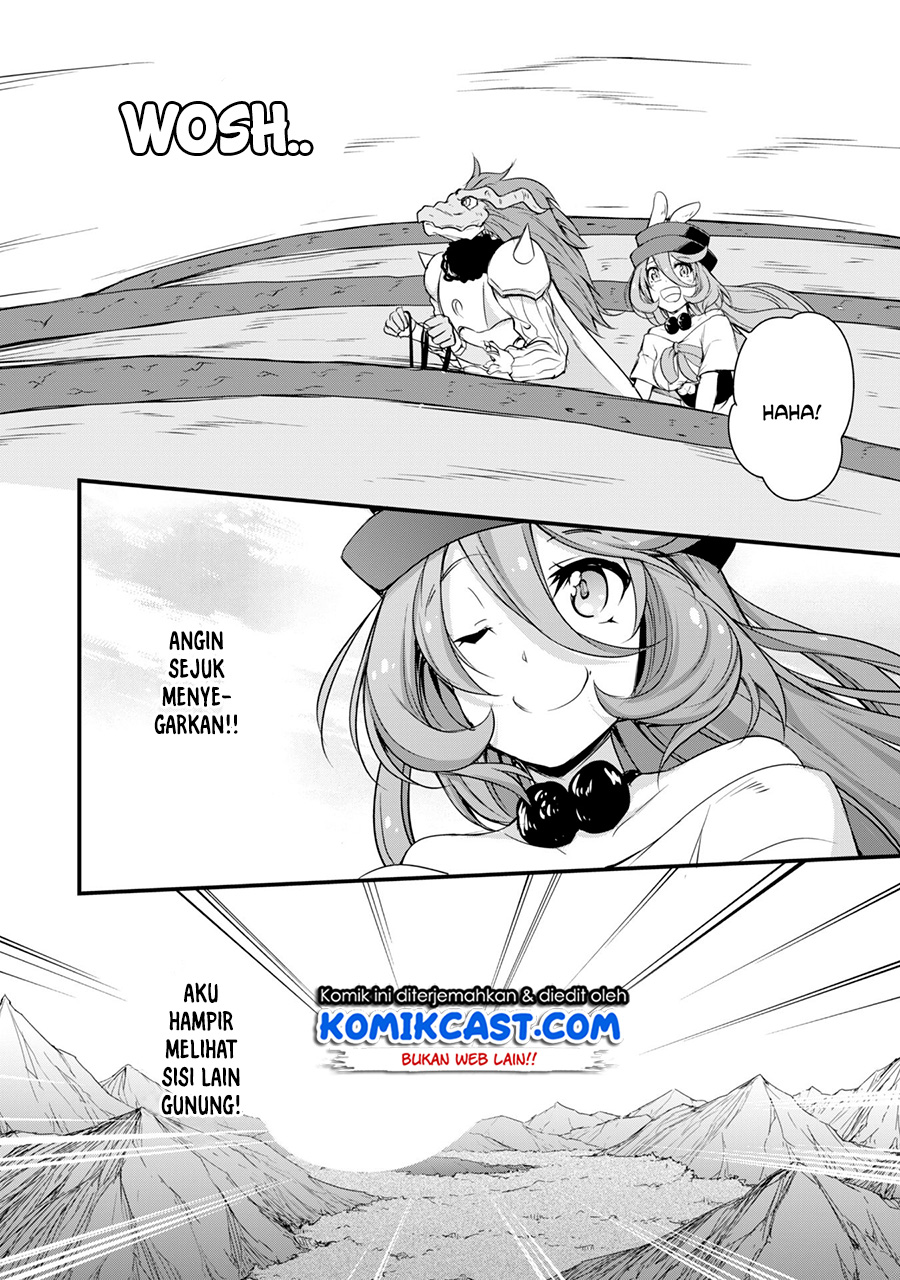 WOSH..
HAHA!
ANGIN
SEJUK
MENYE-
GARKAN!!
AKU
HAMPIR
MELIHAT
SISI LAIN
GUNUNG!
Komik ini diterjemahkan & diedit oleh
KOMIKCAST.COM
BUKAN WEB LAIN!!